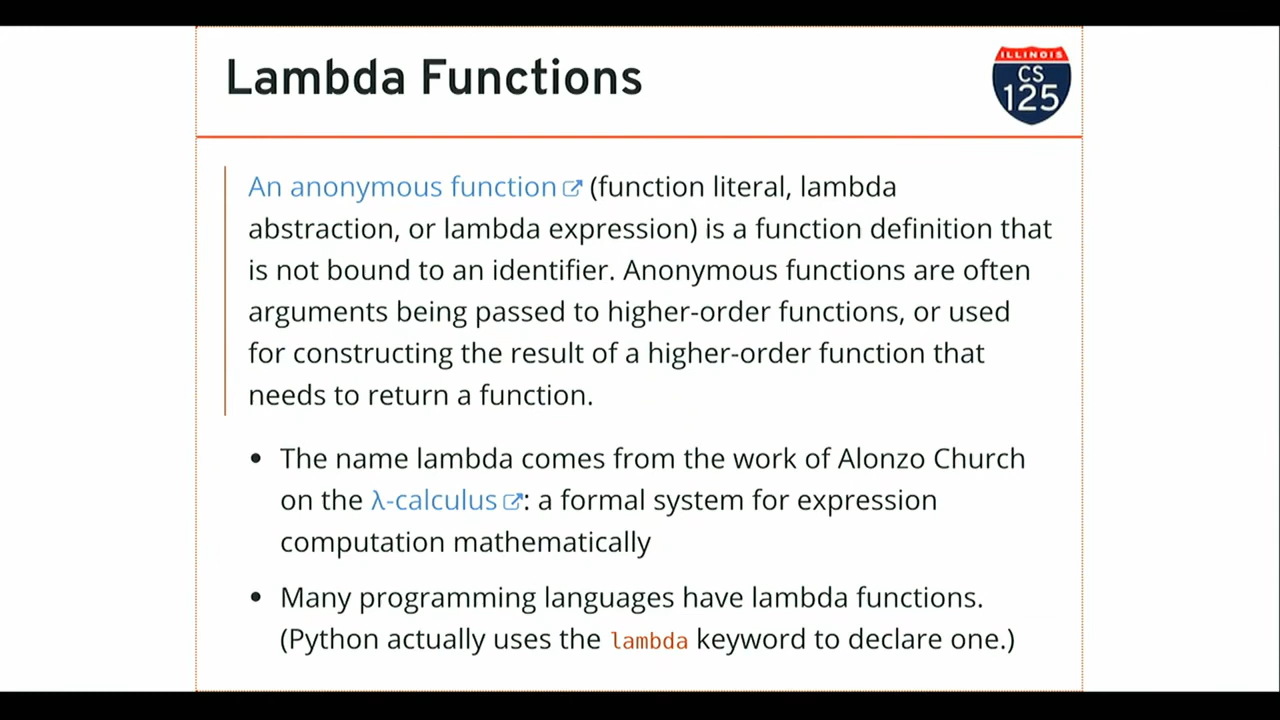 Lambda Functions
ILLINOIS
CS
125
An anonymous function (function literal, lambda
abstraction, or lambda expression) is a function definition that
is not bound to an identifier. Anonymous functions are often
arguments being passed to higher-order functions, or used
for constructing the result of a higher-order function that
needs to return a function.
• The name lambda comes from the work of Alonzo Church
on the λ-calculus: a formal system for expression
computation mathematically
• Many programming languages have lambda functions.
(Python actually uses the lambda keyword to declare one.)